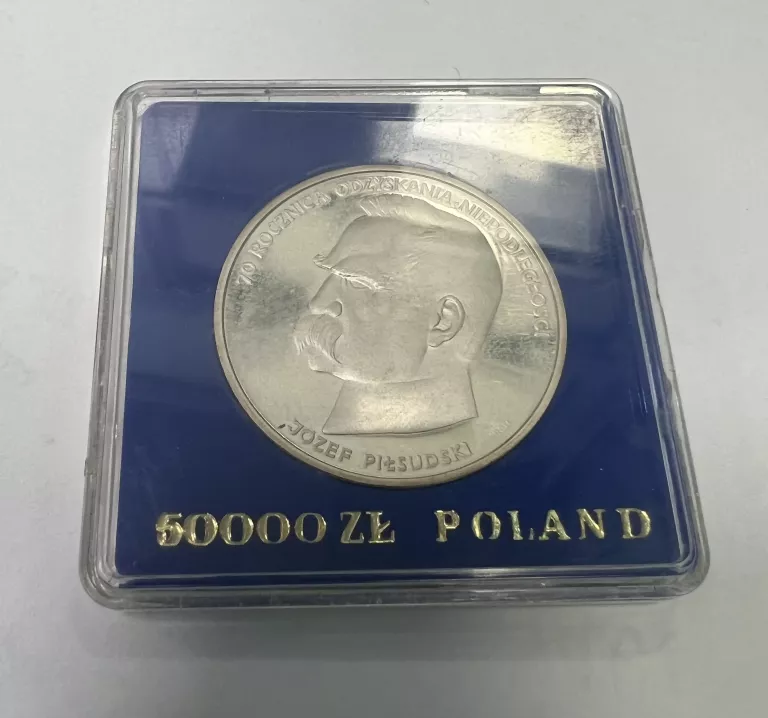 70 ROCZNICA ODZYSKANIA NIEPODLEGŁOŚCI
JÓZEF PIŁSUDSKI
50000 ZŁ POLAND